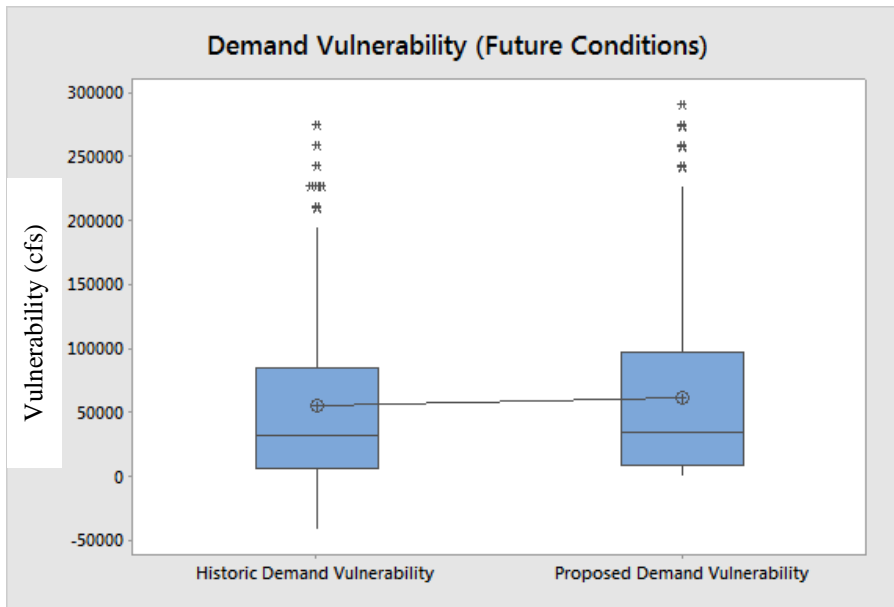 Demand Vulnerability (Future Conditions)
Vulnerability (cfs)
300000
250000
200000
150000
100000
50000
0
-50000
Historic Demand Vulnerability
Proposed Demand Vulnerability